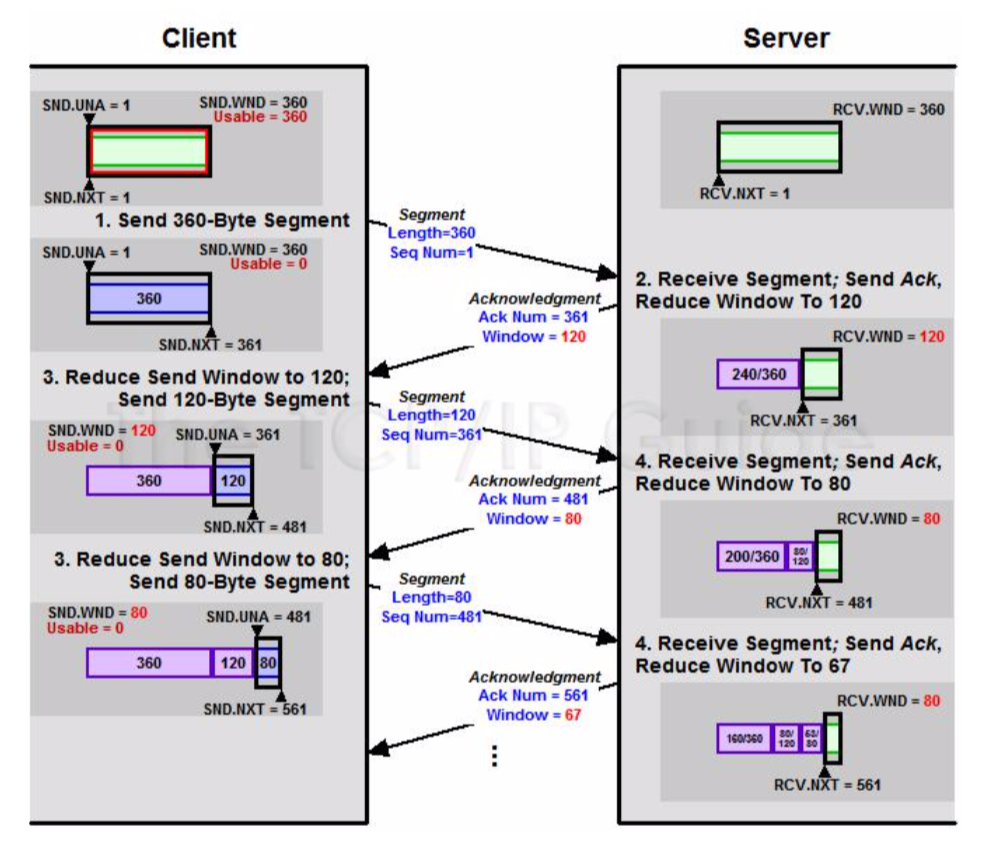 Client
Server
SND.UNA = 1
SND.WND = 360
Usable = 360
SND.NXT = 1
RCV.WND = 360
RCV.NXT = 1
1. Send 360-Byte Segment
Segment
Length=360
Seq Num=1
SND.UNA = 1
SND.WND = 360
Usable = 0
360
SND.NXT = 361
2. Receive Segment; Send Ack,
Reduce Window To 120
Acknowledgment
Ack Num = 361
Window = 120
RCV.WND = 120
240/360
RCV.NXT = 361
3. Reduce Send Window to 120;
Send 120-Byte Segment
Segment
Length=120
Seq Num=361
The TCP/IP Guide
SND.WND = 120
Usable = 0
SND.UNA = 361
360
120
SND.NXT = 481
4. Receive Segment; Send Ack,
Reduce Window To 80
Acknowledgment
Ack Num = 481
Window = 80
RCV.WND = 80
200/360
80/
120
RCV.NXT = 481
3. Reduce Send Window to 80;
Send 80-Byte Segment
Segment
Length=80
Seq Num=481
SND.WND = 80
Usable = 0
SND.UNA = 481
360
120
80
SND.NXT = 561
4. Receive Segment; Send Ack,
Reduce Window To 67
Acknowledgment
Ack Num = 561
Window = 67
RCV.WND = 80
160/360
80/
120
80
RCV.NXT = 561